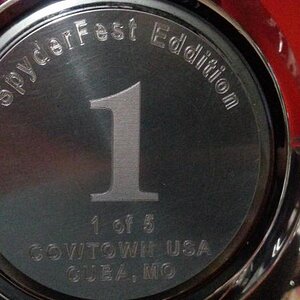 SpyderFest Eddition
1
1 of 5
COWTOWN USA
CUBA, MO